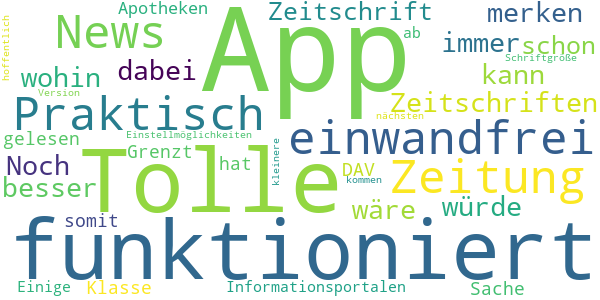 Apotheken
Zeitschrift
merken
News
App
ab
immer
schon
hoffentlich
Schriftgröße
wohin
dabei
kann
Version
Zeitschriften
Praktisch
nächsten
einwandfrei
gelesen
Einstellmöglichkeiten
Grenzt
kleinere
Noch
Tolle
hat
DAV
Zeitung
besser
kommen
wäre
würde
somit
funktioniert
Einige
Klasse
Informationsportalen
Sache